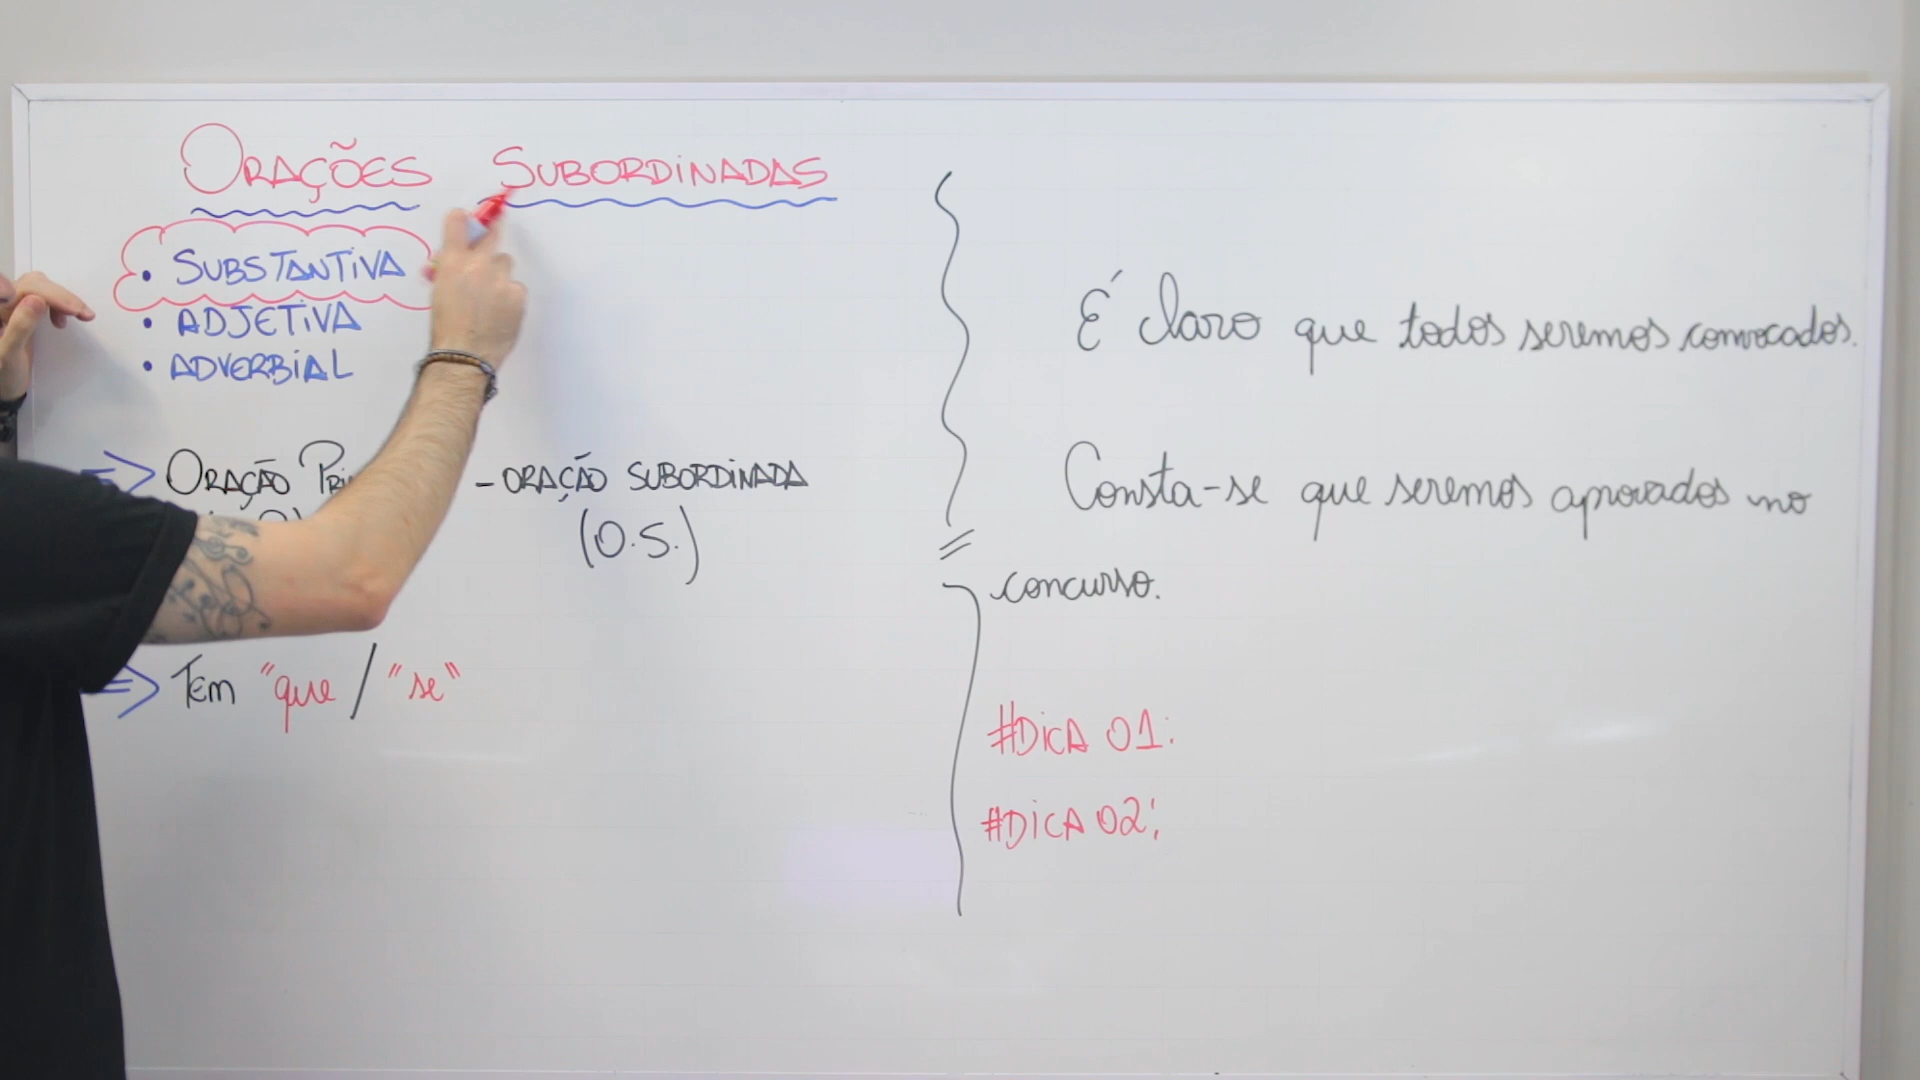 ORAÇÕES SUBORDINADAS
• SUBSTANTIVA
• ADJETIVA
• ADVERBIAL
⇒ ORAÇÃO - ORAÇÃO SUBORDINADA
(O.S.)
⇒ TEM "que / "se"
É claro que todos seremos convocados.
Consta-se que seremos aprovados no
concurso.
#DICA 01:
#DICA 02: